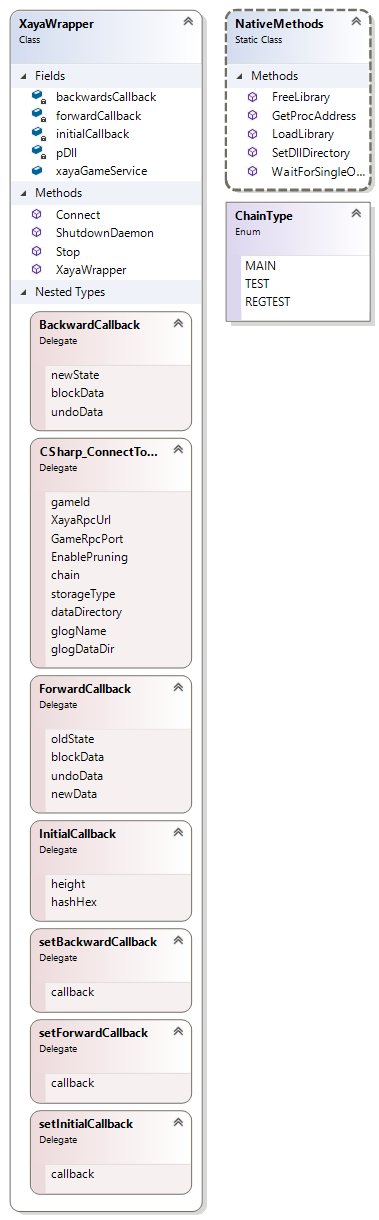 XayaWrapper
Class
Fields
backwardsCallback
forwardCallback
initialCallback
pDll
xayaGameService
Methods
Connect
ShutdownDaemon
Stop
XayaWrapper
Nested Types
BackwardCallback
Delegate
newState
blockData
undoData
CSharp_ConnectTo...
Delegate
gameId
XayaRpcUrl
GameRpcPort
EnablePruning
chain
storageType
dataDirectory
glogName
glogDataDir
ForwardCallback
Delegate
oldState
blockData
undoData
newData
InitialCallback
Delegate
height
hashHex
setBackwardCallback
Delegate
callback
setForwardCallback
Delegate
callback
setInitialCallback
Delegate
callback
NativeMethods
Static Class
Methods
FreeLibrary
GetProcAddress
LoadLibrary
SetDllDirectory
WaitForSingleO...
ChainType
Enum
MAIN
TEST
REGTEST